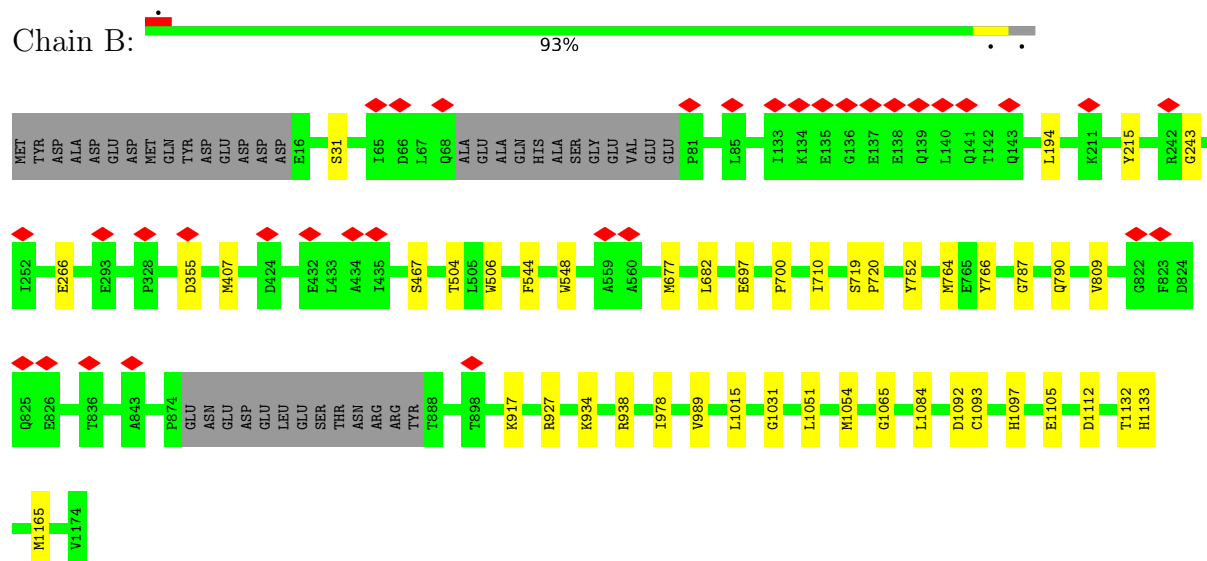 Chain B:
93%
MET TYR ASP ALA ALA ASP GLU ASP MET GLN TYR ASP GLU ASP ASP ASP E16 S31 I65 D66 L67 Q68 ALA GLU ALA GLN HIS ALA SER GLY GLU VAL GLU GLU P81 L85 I133 K134 E135 G136 E137 E138 Q139 L140 Q141 T142 Q143 L194 K211 Y215 R242 G243
I252 E266 E293 P328 D355 M407 D424 E432 L433 A434 I435 S467 T504 L505 W506 F544 W548 A559 A560 M677 L682 E697 P700 I710 S719 P720 Y752 M764 E765 Y766 G787 Q790 V809 G822 F823 D824
Q825 E826 T836 A843 P874 GLU ASN GLU ASP GLU LEU GLU SER THR ASN ARG ARG TYR T888 T898 K917 R927 K934 R938 I978 V989 L1015 G1031 L1051 M1054 G1065 L1084 D1092 C1093 H1097 E1105 D1112 T1132 H1133
M1165 V1174